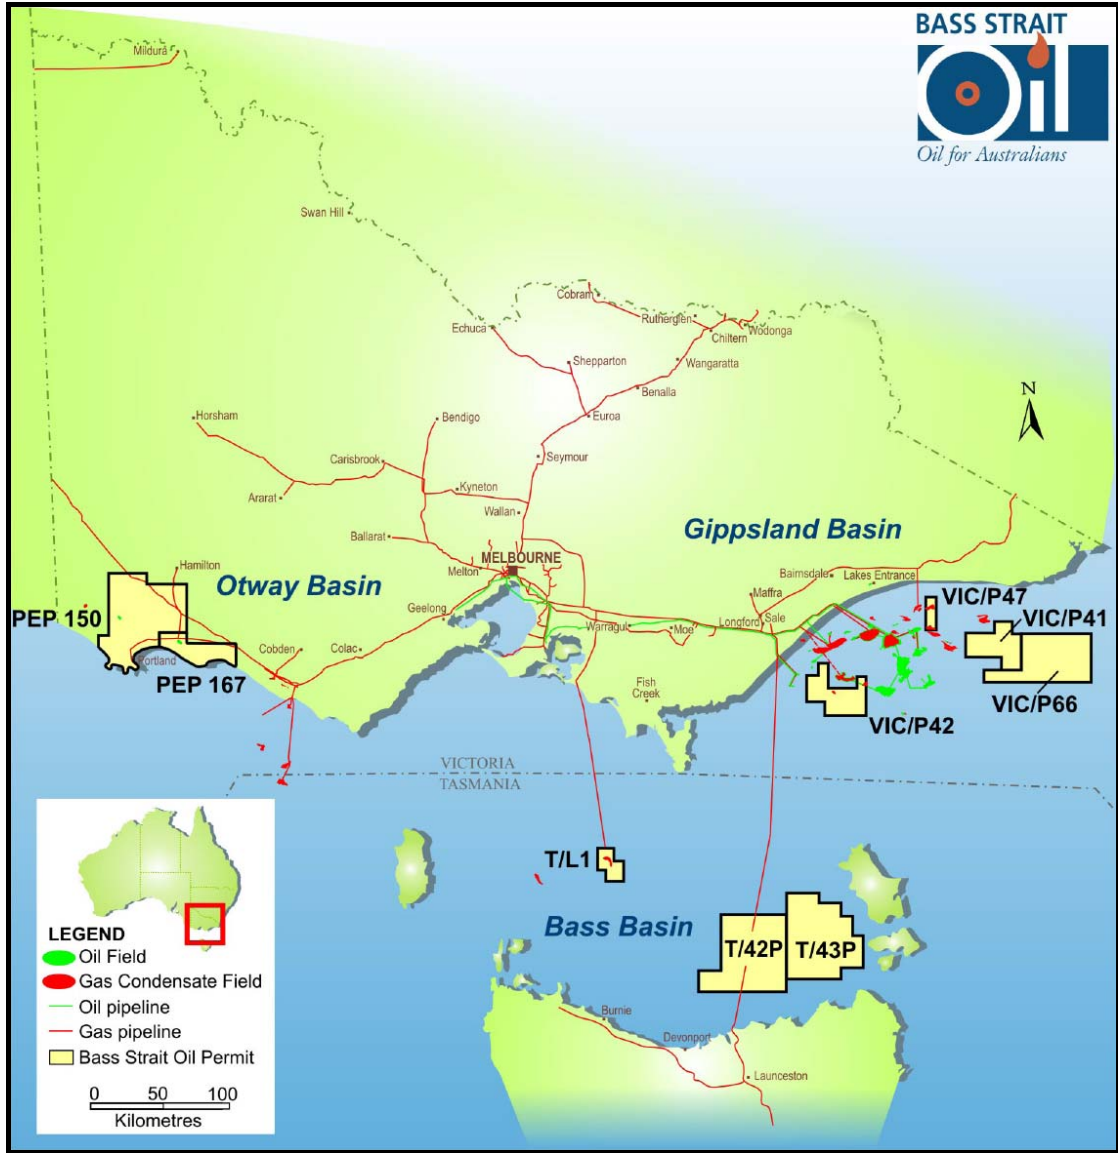 BASS STRAIT
Oil
Oil for Australians
Mildura
Swan Hill
Cobram
Echuca
Rutherglen
Wodonga
Chiltern
Shepparton
Wangaratta
Benalla
N
Horsham
Bendigo
Euroa
Carisbrook
Seymour
Ararat
Kyneton
Wallan
Gippsland Basin
Ballarat
MELBOURNE
Hamilton
Melton
Otway Basin
Bairnsdale
Lakes Entrance
Maffra
VIC/P47
PEP 150
Geelong
Warragul
Moe
Longford
Sale
VIC/P41
Portland
Cobden
Colac
PEP 167
Fish
Creek
VIC/P66
VIC/P42
VICTORIA
TASMANIA
T/L1
Bass Basin
T/42P
T/43P
Burnie
Devonport
Launceston
LEGEND
Oil Field
Gas Condensate Field
Oil pipeline
Gas pipeline
Bass Strait Oil Permit
0 50 100
Kilometres